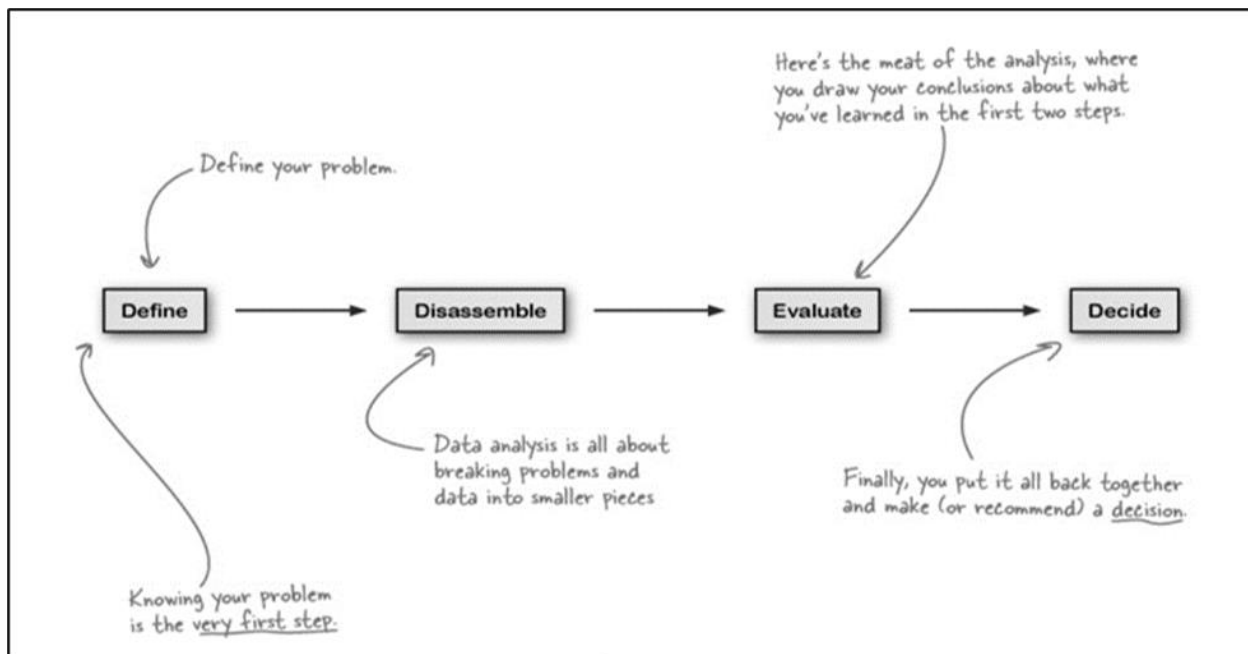 Here's the meat of the analysis, where
you draw your conclusions about what
you've learned in the first two steps.
Define your problem.
Define
Disassemble
Evaluate
Decide
Data analysis is all about
breaking problems and
data into smaller pieces
Finally, you put it all back together
and make (or recommend) a decision.
Knowing your problem
is the very first step.